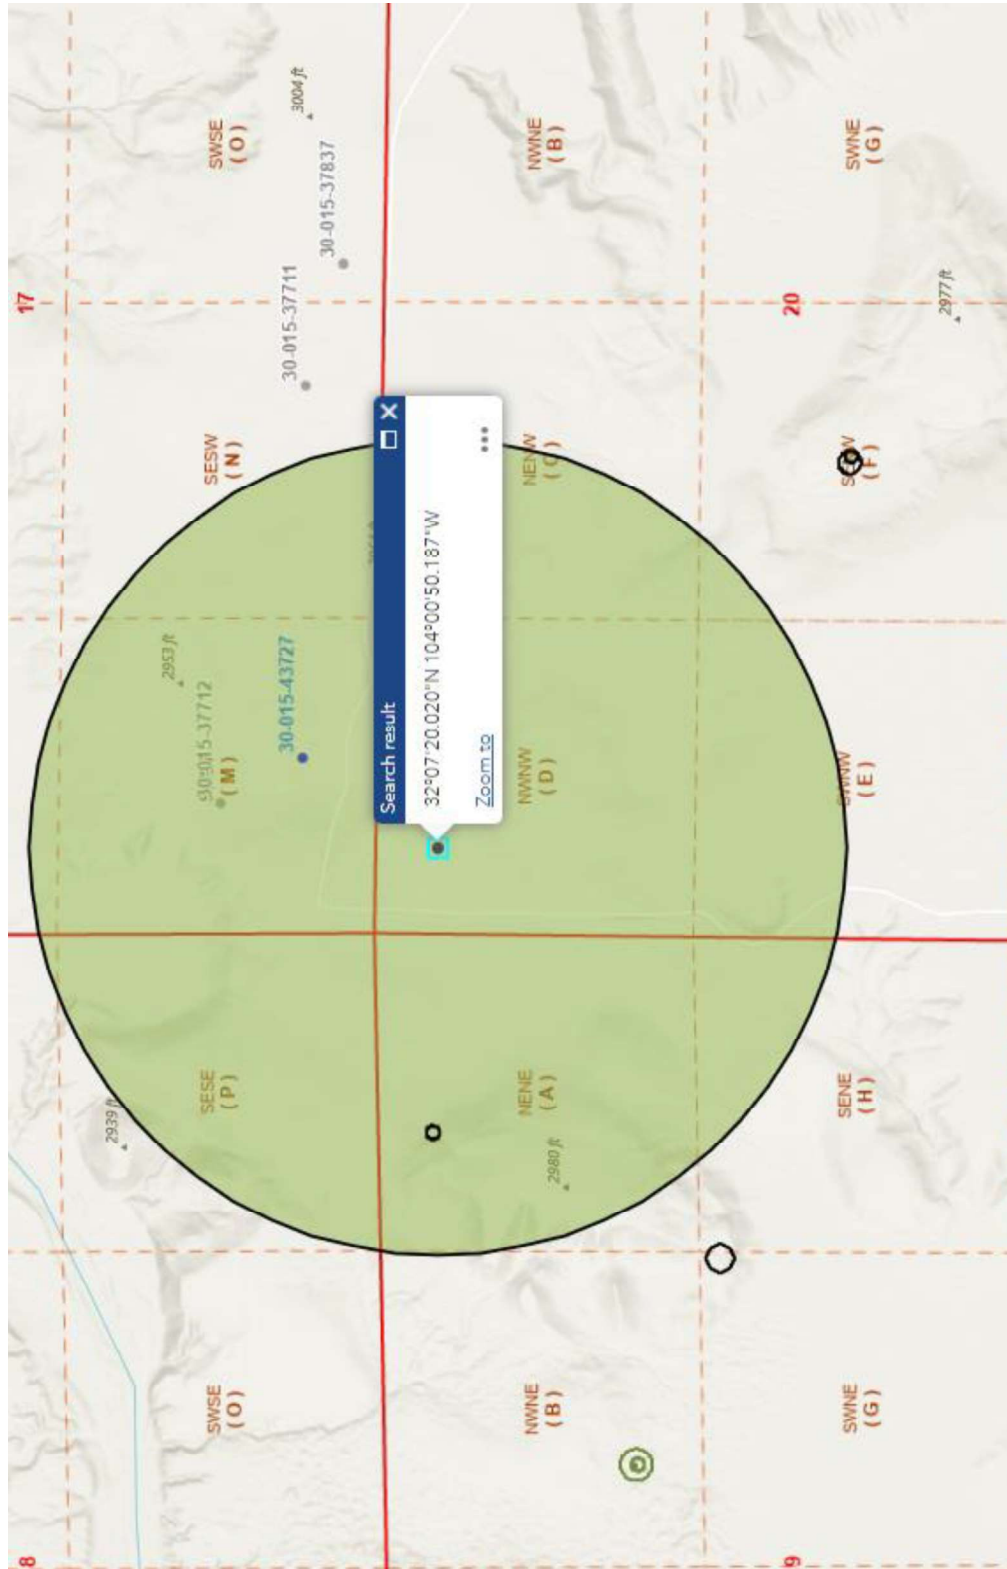 8
17
2939 ft
2953 ft
3004 ft
SWSE
(O)
SESE
(P)
30-015-37712
(M)
SESW
(N)
SWSE
(O)
30-015-43727
30-015-37711
30-015-37837
Search result
32°07'20.020"N 104°00'50.187"W
Zoom to
NWNE
(B)
NENE
(A)
NWNW
(D)
NENW
NWNE
(B)
2980 ft
9
20
SWNE
(G)
SENE
(H)
SWNW
(E)
(F)
SWNE
(G)
2977 ft